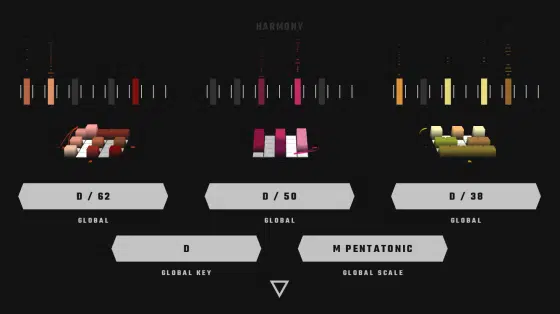 HARMONY
D / 62
D / 50
D / 38
GLOBAL
GLOBAL
GLOBAL
D
M PENTATONIC
GLOBAL KEY
GLOBAL SCALE